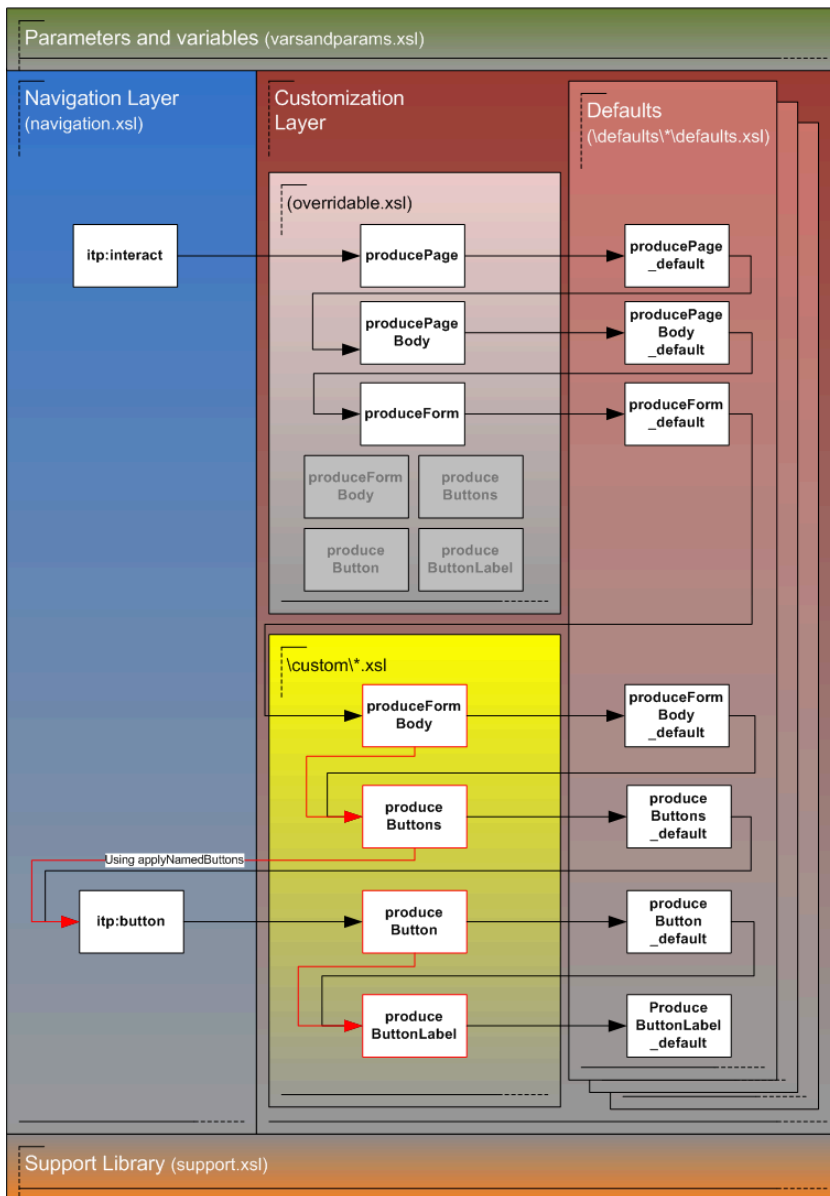 Parameters and variables (varsandparams.xsl)
Navigation Layer
(navigation.xsl)
Customization
Layer
Defaults
(\defaults\*\defaults.xsl)
(overridable.xsl)
itp:interact
producePage
producePage
_default
producePage
Body
producePage
Body
_default
produceForm
produceForm
_default
produceForm
Body
produce
Buttons
produce
Button
produce
ButtonLabel
\custom\*.xsl
produceForm
Body
produceForm
Body
_default
produce
Buttons
produce
Buttons
_default
Using applyNamedButtons
itp:button
produce
Button
produce
Button
_default
produce
ButtonLabel
Produce
ButtonLabel
_default
Support Library (support.xsl)